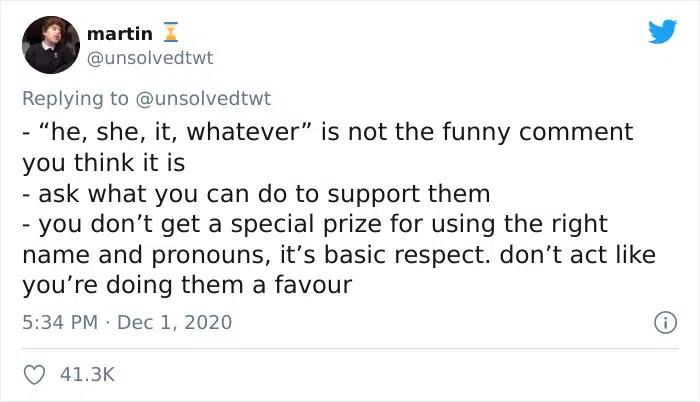 martin ⏳
@unsolvedtwt
Replying to @unsolvedtwt
- “he, she, it, whatever” is not the funny comment
you think it is
- ask what you can do to support them
- you don’t get a special prize for using the right
name and pronouns, it’s basic respect. don’t act like
you’re doing them a favour
5:34 PM · Dec 1, 2020
41.3K